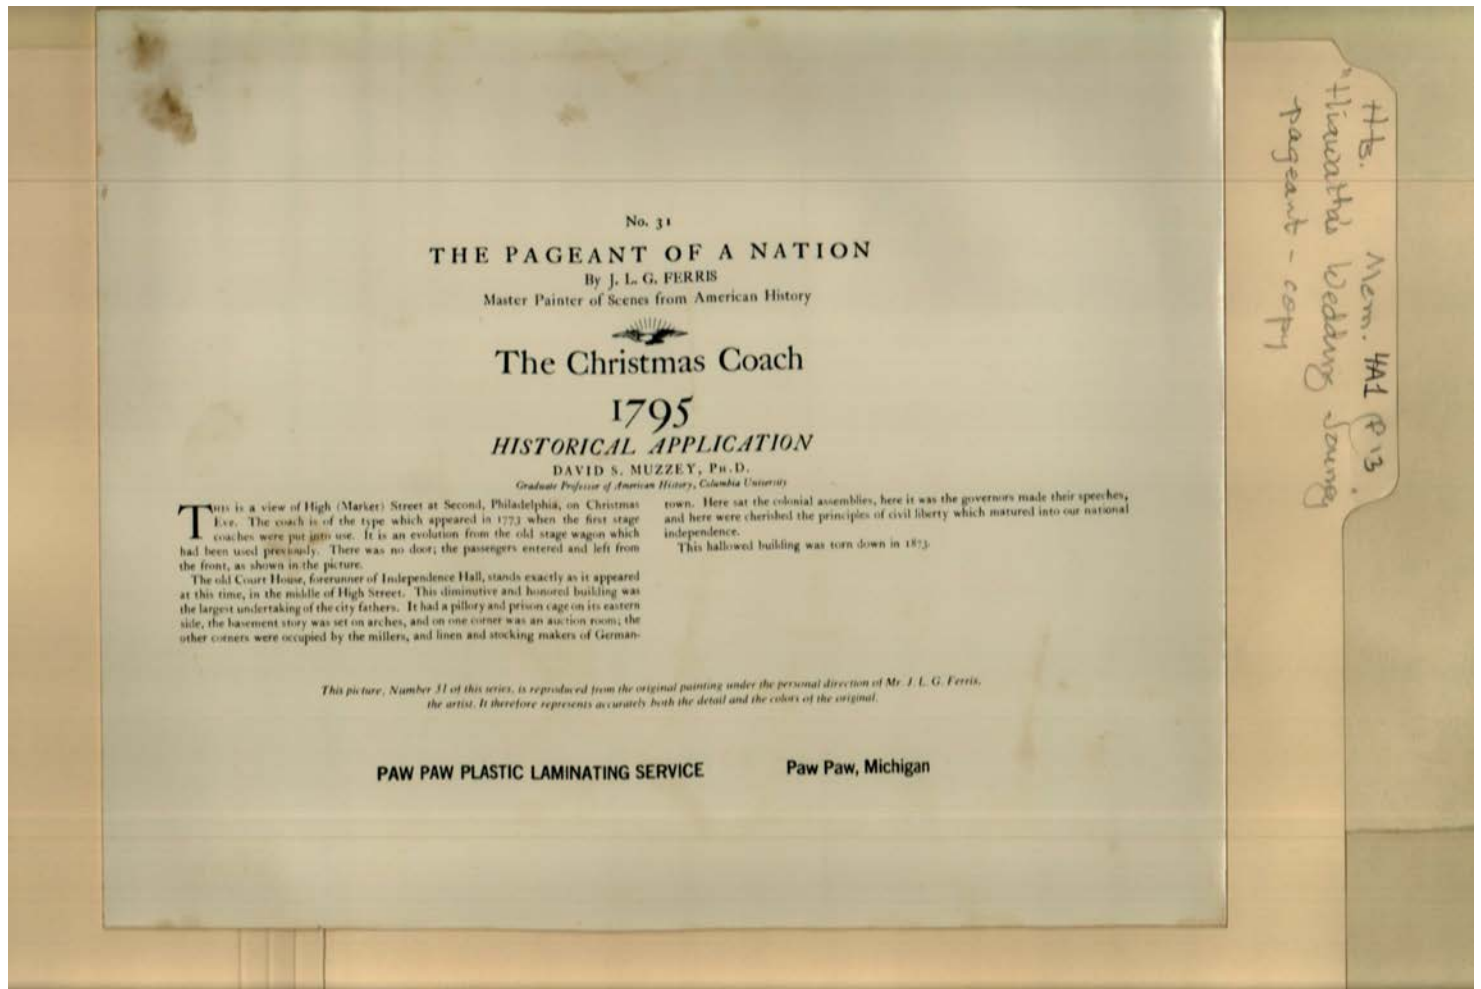 No. 31
THE PAGEANT OF A NATION
By J. L. G. FERRIS
Master Painter of Scenes from American History
The Christmas Coach
1795
HISTORICAL APPLICATION
DAVID S. MUZZEY, PH.D.
Graduate Professor of American History, Columbia University
THIS is a view of High (Market) Street at Second, Philadelphia, on Christmas
Eve. The coach is of the type which appeared in 1773 when the first stage
coaches were put into use. It is an evolution from the old stage wagon which
had been used previously. There was no door; the passengers entered and left from
the front, as shown in the picture.
The old Court House, forerunner of Independence Hall, stands exactly as it appeared
at this time, in the middle of High Street. This diminutive and honored building was
the largest undertaking of the city fathers. It had a pillory and prison cage on its eastern
side, the basement story was set on arches, and on one corner was an auction room; the
other corners were occupied by the millers, and linen and stocking makers of German-
town. Here sat the colonial assemblies, here it was the governors made their speeches,
and here were cherished the principles of civil liberty which matured into our national
independence.
This hallowed building was torn down in 1873.
This picture, Number 31 of this series, is reproduced from the original painting under the personal direction of Mr. J. L. G. Ferris,
the artist. It therefore represents accurately both the detail and the colors of the original.
PAW PAW PLASTIC LAMINATING SERVICE Paw Paw, Michigan
Hts. Mem. 4A1 P13
"Hiawatha's Wedding Journey
pageant - copy